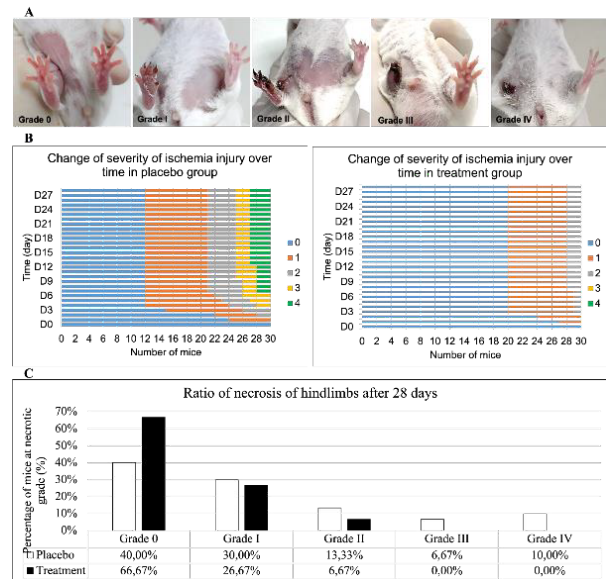 A
Grade 0
Grade I
Grade II
Grade III
Grade IV
B
Change of severity of ischemia injury over
time in placebo group
Time (day)
D27
D24
D21
D18
D15
D12
D9
D6
D3
D0
0 2 4 6 8 10 12 14 16 18 20 22 24 26 28 30
Number of mice
0
1
2
3
4
Change of severity of ischemia injury over
time in treatment group
Time (day)
D27
D24
D21
D18
D15
D12
D9
D6
D3
D0
0 2 4 6 8 10 12 14 16 18 20 22 24 26 28 30
Number of mice
0
1
2
3
4
C
Ratio of necrosis of hindlimbs after 28 days
Percentage of mice at necrotic
grade (%)
70%
60%
50%
40%
30%
20%
10%
0%
Grade 0 Grade I Grade II Grade III Grade IV
Placebo 40,00% 30,00% 13,33% 6,67% 10,00%
Treatment 66,67% 26,67% 6,67% 0,00% 0,00%